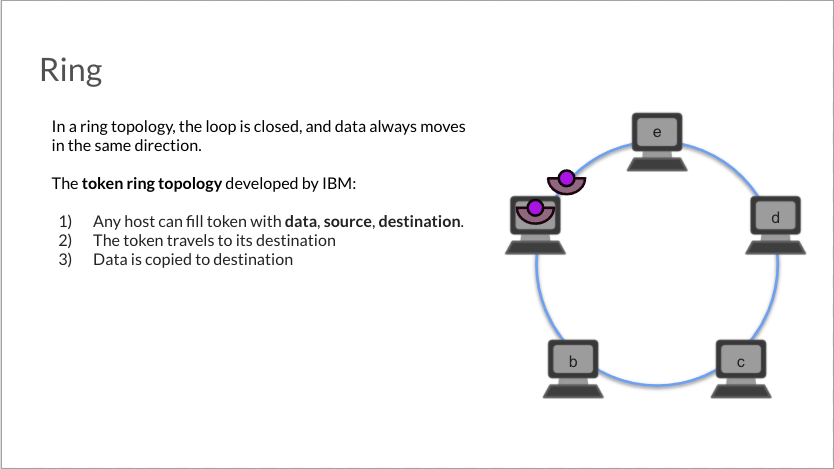 Ring
In a ring topology, the loop is closed, and data always moves
in the same direction.
The token ring topology developed by IBM:
1) Any host can fill token with data, source, destination.
2) The token travels to its destination
3) Data is copied to destination
e
d
b
c